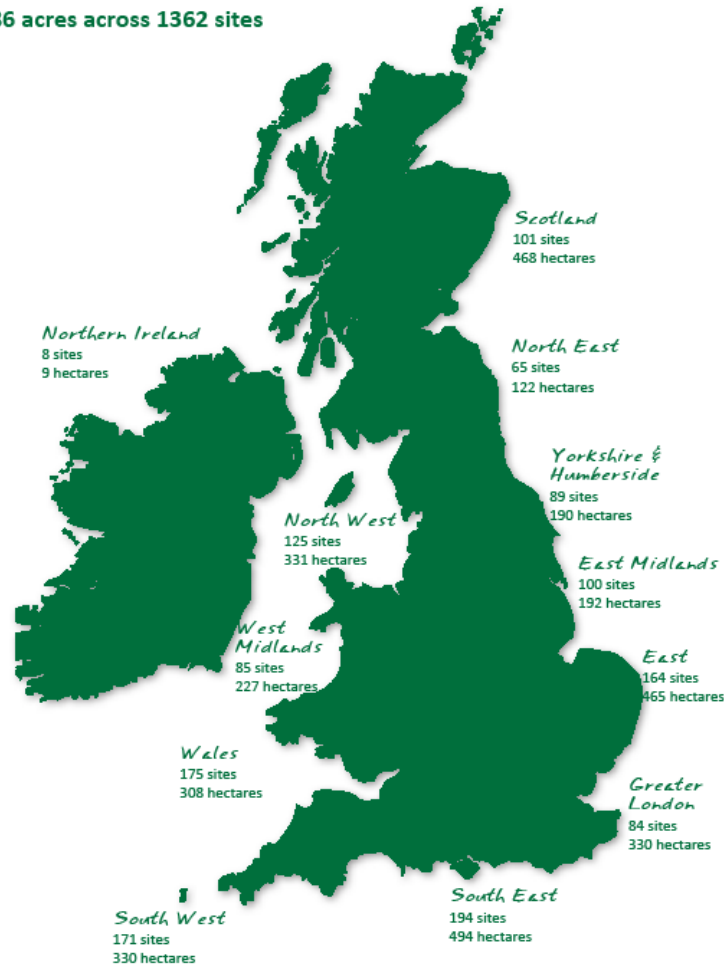 36 acres across 1362 sites
Scotland
101 sites
468 hectares
Northern Ireland
8 sites
9 hectares
North East
65 sites
122 hectares
Yorkshire &
Humberside
89 sites
190 hectares
North West
125 sites
331 hectares
East Midlands
100 sites
192 hectares
West
Midlands
85 sites
227 hectares
East
164 sites
465 hectares
Wales
175 sites
308 hectares
Greater
London
84 sites
330 hectares
South East
194 sites
494 hectares
South West
171 sites
330 hectares